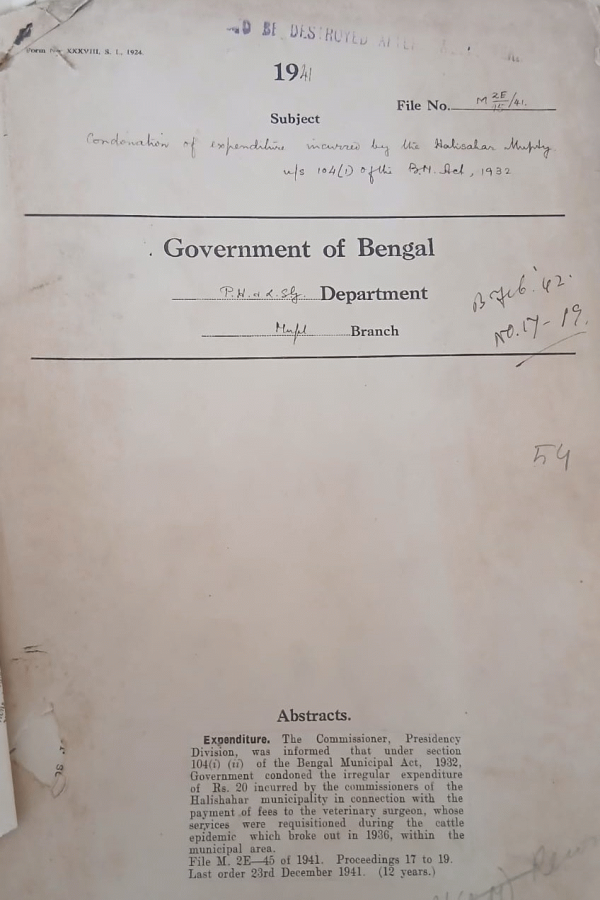 TO BE DESTROYED AFTER
Form No. XXXVIII, S. I., 1924.
1941
File No. M 2E/45/41.
Subject
Condonation of expenditure incurred by the Halisahar Mupty
u/s 104(1) of the B.M. Act, 1932
Government of Bengal
P.H. & L.S.G. Department
Mupl Branch
B Feb. '42.
No. 17-19.
54
Abstracts.
Expenditure. The Commissioner, Presidency
Division, was informed that under section
104(i) (ii) of the Bengal Municipal Act, 1932,
Government condoned the irregular expenditure
of Rs. 20 incurred by the commissioners of the
Halishahar municipality in connection with the
payment of fees to the veterinary surgeon, whose
services were requisitioned during the cattle
epidemic which broke out in 1936, within the
municipal area.
File M. 2E—45 of 1941. Proceedings 17 to 19.
Last order 23rd December 1941. (12 years.)